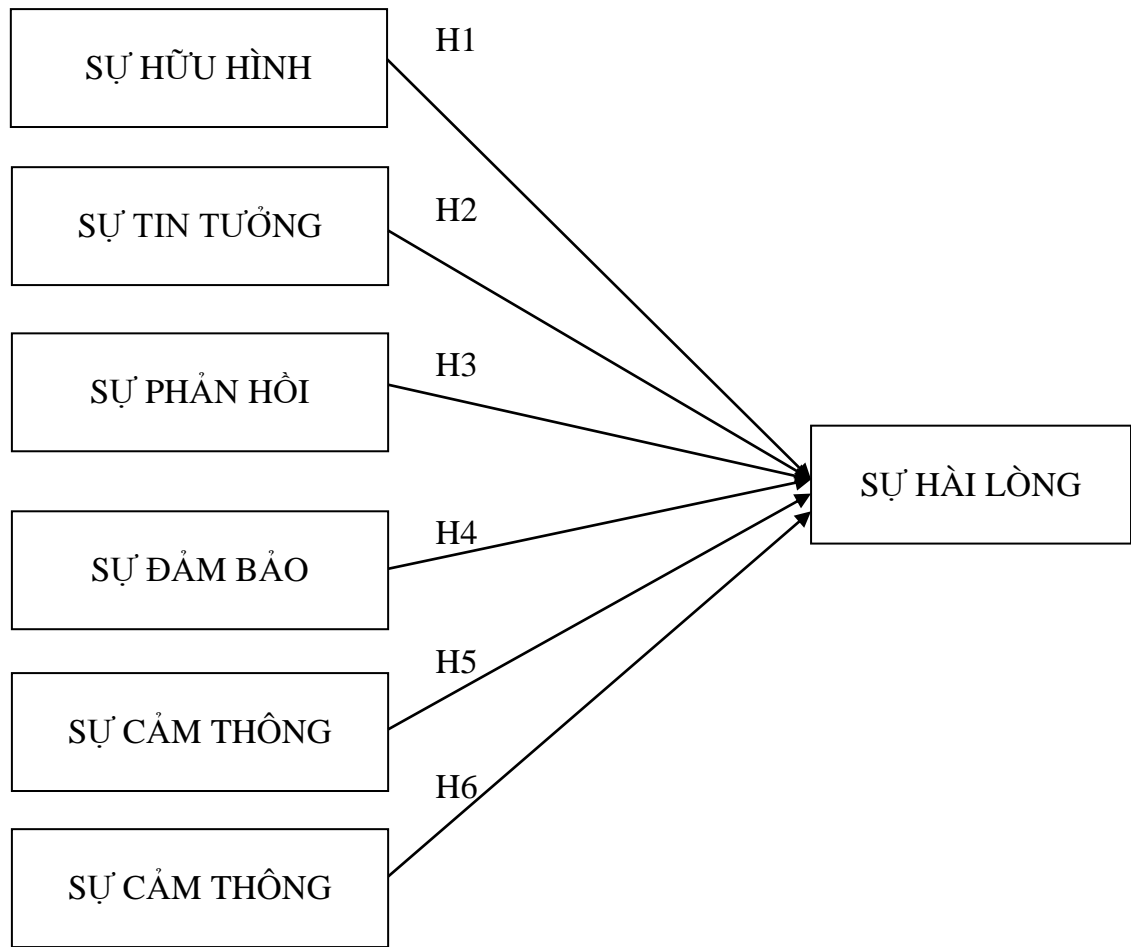 H1
SỰ HỮU HÌNH
H2
SỰ TIN TƯỞNG
H3
SỰ PHẢN HỒI
SỰ HÀI LÒNG
H4
SỰ ĐẢM BẢO
H5
SỰ CẢM THÔNG
H6
SỰ CẢM THÔNG